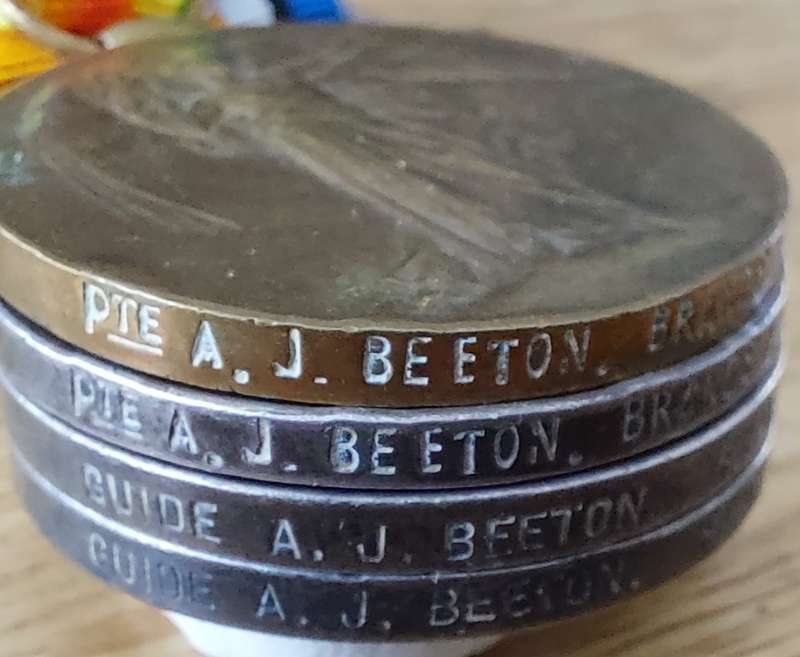 PTE A. J. BEETON.
PTE A. J. BEETON.
GUIDE A. J. BEETON
GUIDE A. J. BEETON.